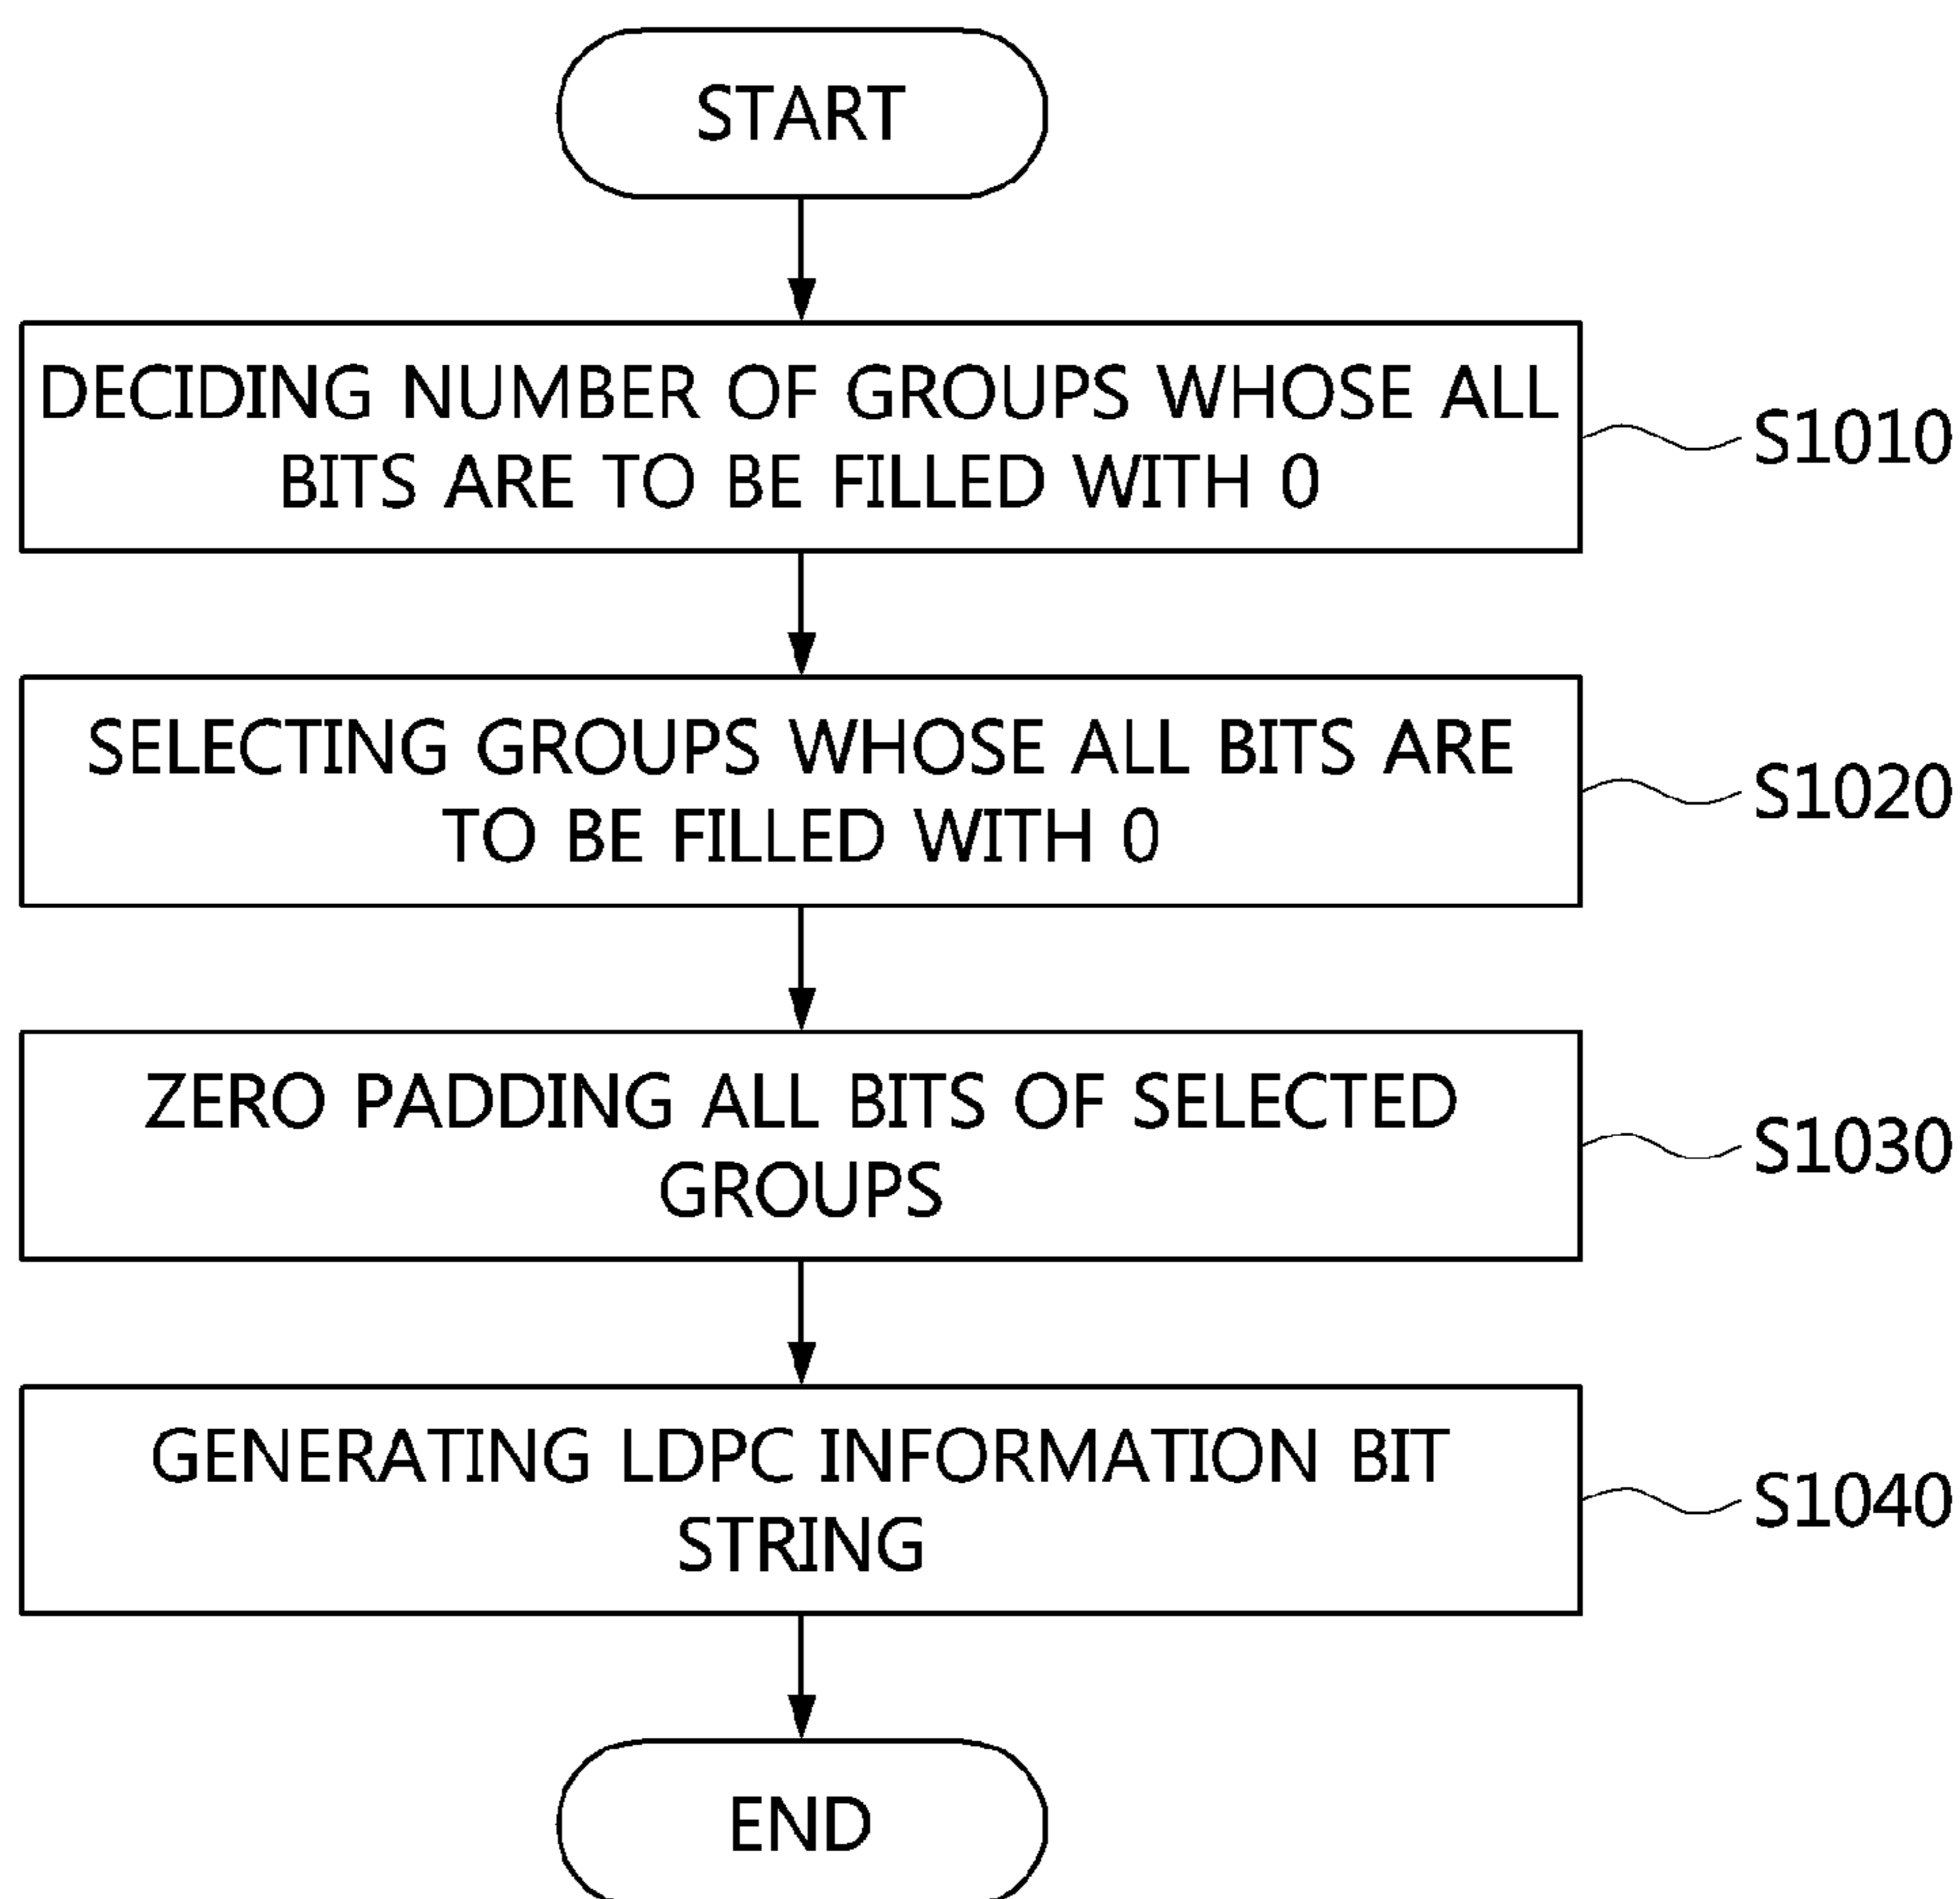 START
DECIDING NUMBER OF GROUPS WHOSE ALL
BITS ARE TO BE FILLED WITH 0
S1010
SELECTING GROUPS WHOSE ALL BITS ARE
TO BE FILLED WITH 0
S1020
ZERO PADDING ALL BITS OF SELECTED
GROUPS
S1030
GENERATING LDPC INFORMATION BIT
STRING
S1040
END